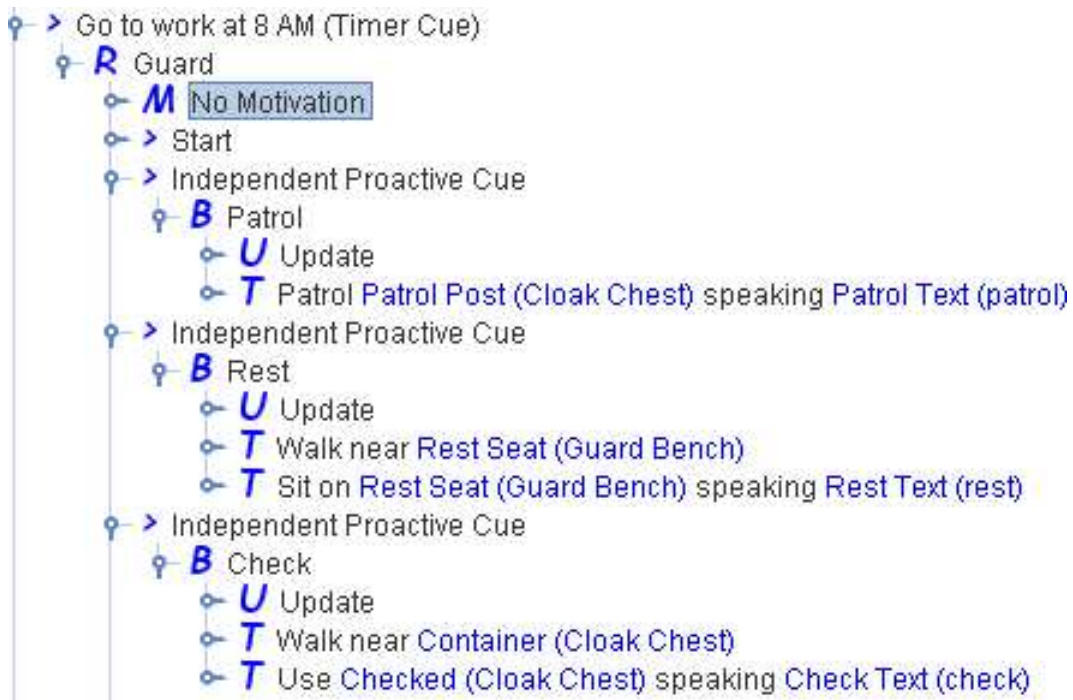 > Go to work at 8 AM (Timer Cue)
R Guard
M No Motivation
> Start
> Independent Proactive Cue
B Patrol
U Update
T Patrol Patrol Post (Cloak Chest) speaking Patrol Text (patrol)
> Independent Proactive Cue
B Rest
U Update
T Walk near Rest Seat (Guard Bench)
T Sit on Rest Seat (Guard Bench) speaking Rest Text (rest)
> Independent Proactive Cue
B Check
U Update
T Walk near Container (Cloak Chest)
T Use Checked (Cloak Chest) speaking Check Text (check)